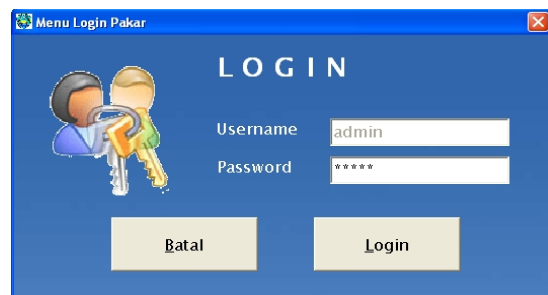 Menu Login Pakar
LOGIN
Username admin
Password *****
Batal Login